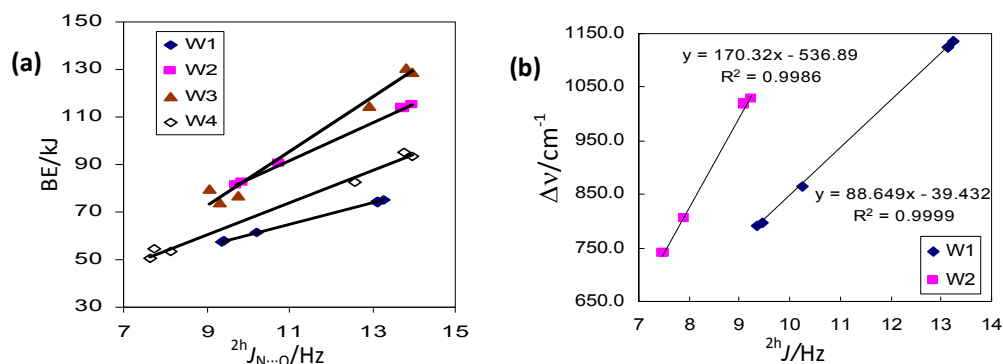 (a)
BE/kJ
150
130
110
90
70
50
30
7 9 11 13 15
²ʰJN···O/Hz
W1
W2
W3
W4
(b)
Δν/cm⁻¹
1150.0
1050.0
950.0
850.0
750.0
650.0
7 8 9 10 11 12 13 14
²ʰJ/Hz
y = 170.32x - 536.89
R² = 0.9986
y = 88.649x - 39.432
R² = 0.9999
W1
W2